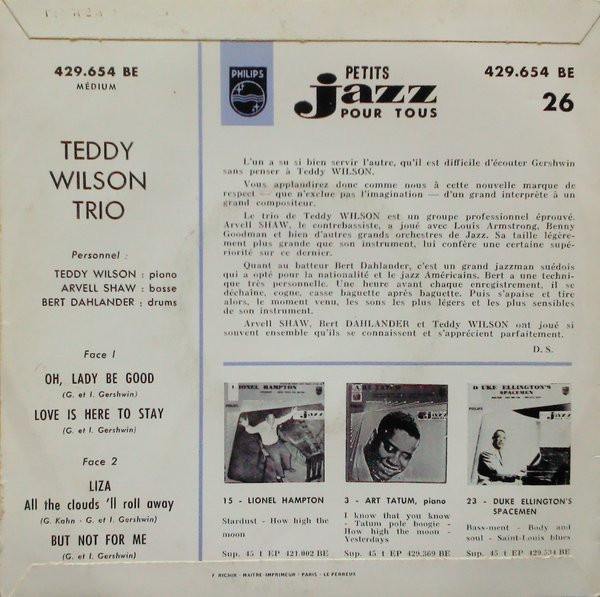 429.654 BE
MÉDIUM
TEDDY
WILSON
TRIO
Personnel :
TEDDY WILSON : piano
ARVELL SHAW : basse
BERT DAHLANDER : drums
Face 1
OH, LADY BE GOOD
(G. et I. Gershwin)
LOVE IS HERE TO STAY
(G. et I. Gershwin)
Face 2
LIZA
All the clouds 'll roll away
(G. Kahn - G. et I. Gershwin)
BUT NOT FOR ME
(G. et I. Gershwin)
PHILIPS
PETITS
jazz
POUR TOUS
429.654 BE
26
L'un a su si bien servir l'autre, qu'il est difficile d'écouter Gershwin
sans penser à Teddy WILSON.
Vous applaudirez donc comme nous à cette nouvelle marque de
respect — que n'exclue pas l'imagination — d'un grand interprète à un
grand compositeur.
Le trio de Teddy WILSON est un groupe professionnel éprouvé.
Arvell SHAW, le contrebassiste, a joué avec Louis Armstrong, Benny
Goodman et bien d'autres grands orchestres de Jazz. Sa taille légère-
ment plus grande que son instrument, lui confère une certaine supé-
riorité sur ce dernier.
Quant au batteur Bert Dahlander, c'est un grand jazzman suédois
qui a opté pour la nationalité et le jazz Américains. Bert a une techni-
que très personnelle. Une heure avant chaque enregistrement, il se
déchaîne, cogne, casse baguette après baguette. Puis s'apaise et tire
alors, le moment venu, les sons les plus légers et les plus sensibles
de son instrument.
Arvell SHAW, Bert DAHLANDER et Teddy WILSON ont joué si
souvent ensemble qu'ils se connaissent et s'apprécient parfaitement.
D. S.
LIONEL HAMPTON
jazz
ART TATUM
jazz
DUKE ELLINGTON'S
SPACEMEN
jazz
15 - LIONEL HAMPTON
Stardust - How high the
moon
Sup. 45 t EP 421.002 BE
3 - ART TATUM, piano
I know that you know
- Tatum pole boogie -
How high the moon -
Yesterdays
Sup. 45 t EP 429.369 BE
23 - DUKE ELLINGTON'S
SPACEMEN
Bass-ment - Body and
soul - Saint-Louis blues
Sup. 45 t EP 429.534 BE
F. RICHIR - MAITRE-IMPRIMEUR - PARIS - LE PERREUX